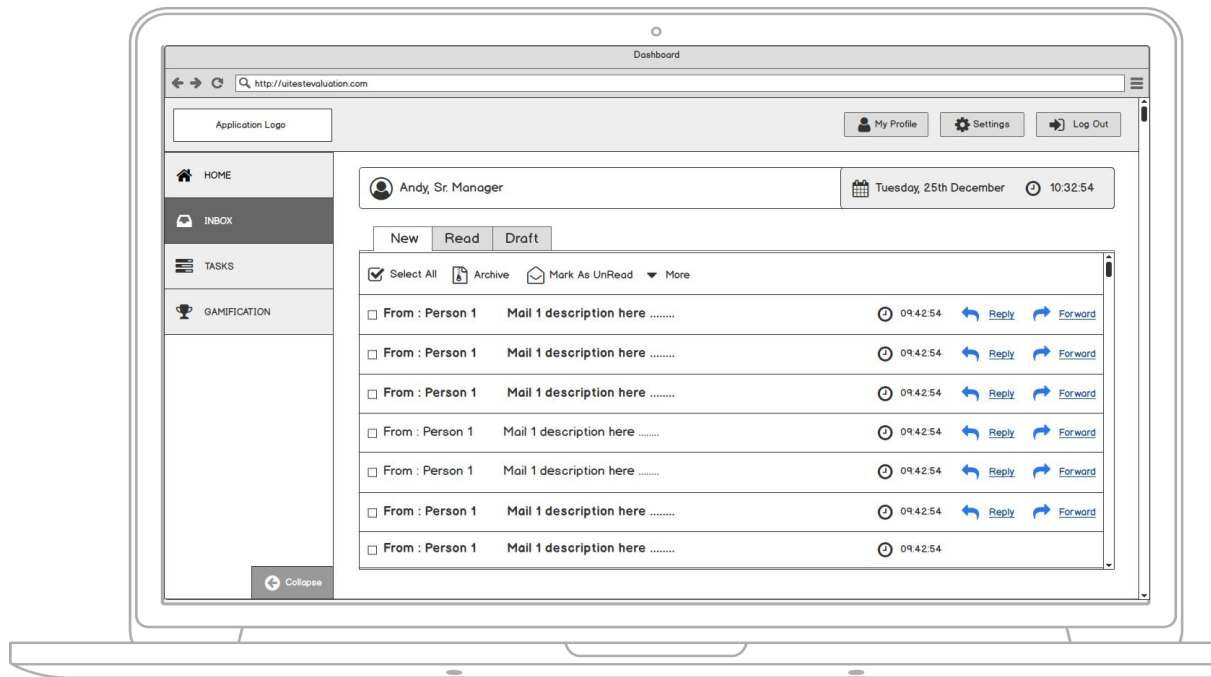 Dashboard
http://uitestevaluation.com
Application Logo
My Profile
Settings
Log Out
HOME
INBOX
TASKS
GAMIFICATION
Collapse
Andy, Sr. Manager
Tuesday, 25th December
10:32:54
New Read Draft
Select All Archive Mark As UnRead More
From : Person 1 Mail 1 description here ........ 09:42:54 Reply Forward
From : Person 1 Mail 1 description here ........ 09:42:54 Reply Forward
From : Person 1 Mail 1 description here ........ 09:42:54 Reply Forward
From : Person 1 Mail 1 description here ........ 09:42:54 Reply Forward
From : Person 1 Mail 1 description here ........ 09:42:54 Reply Forward
From : Person 1 Mail 1 description here ........ 09:42:54 Reply Forward
From : Person 1 Mail 1 description here ........ 09:42:54